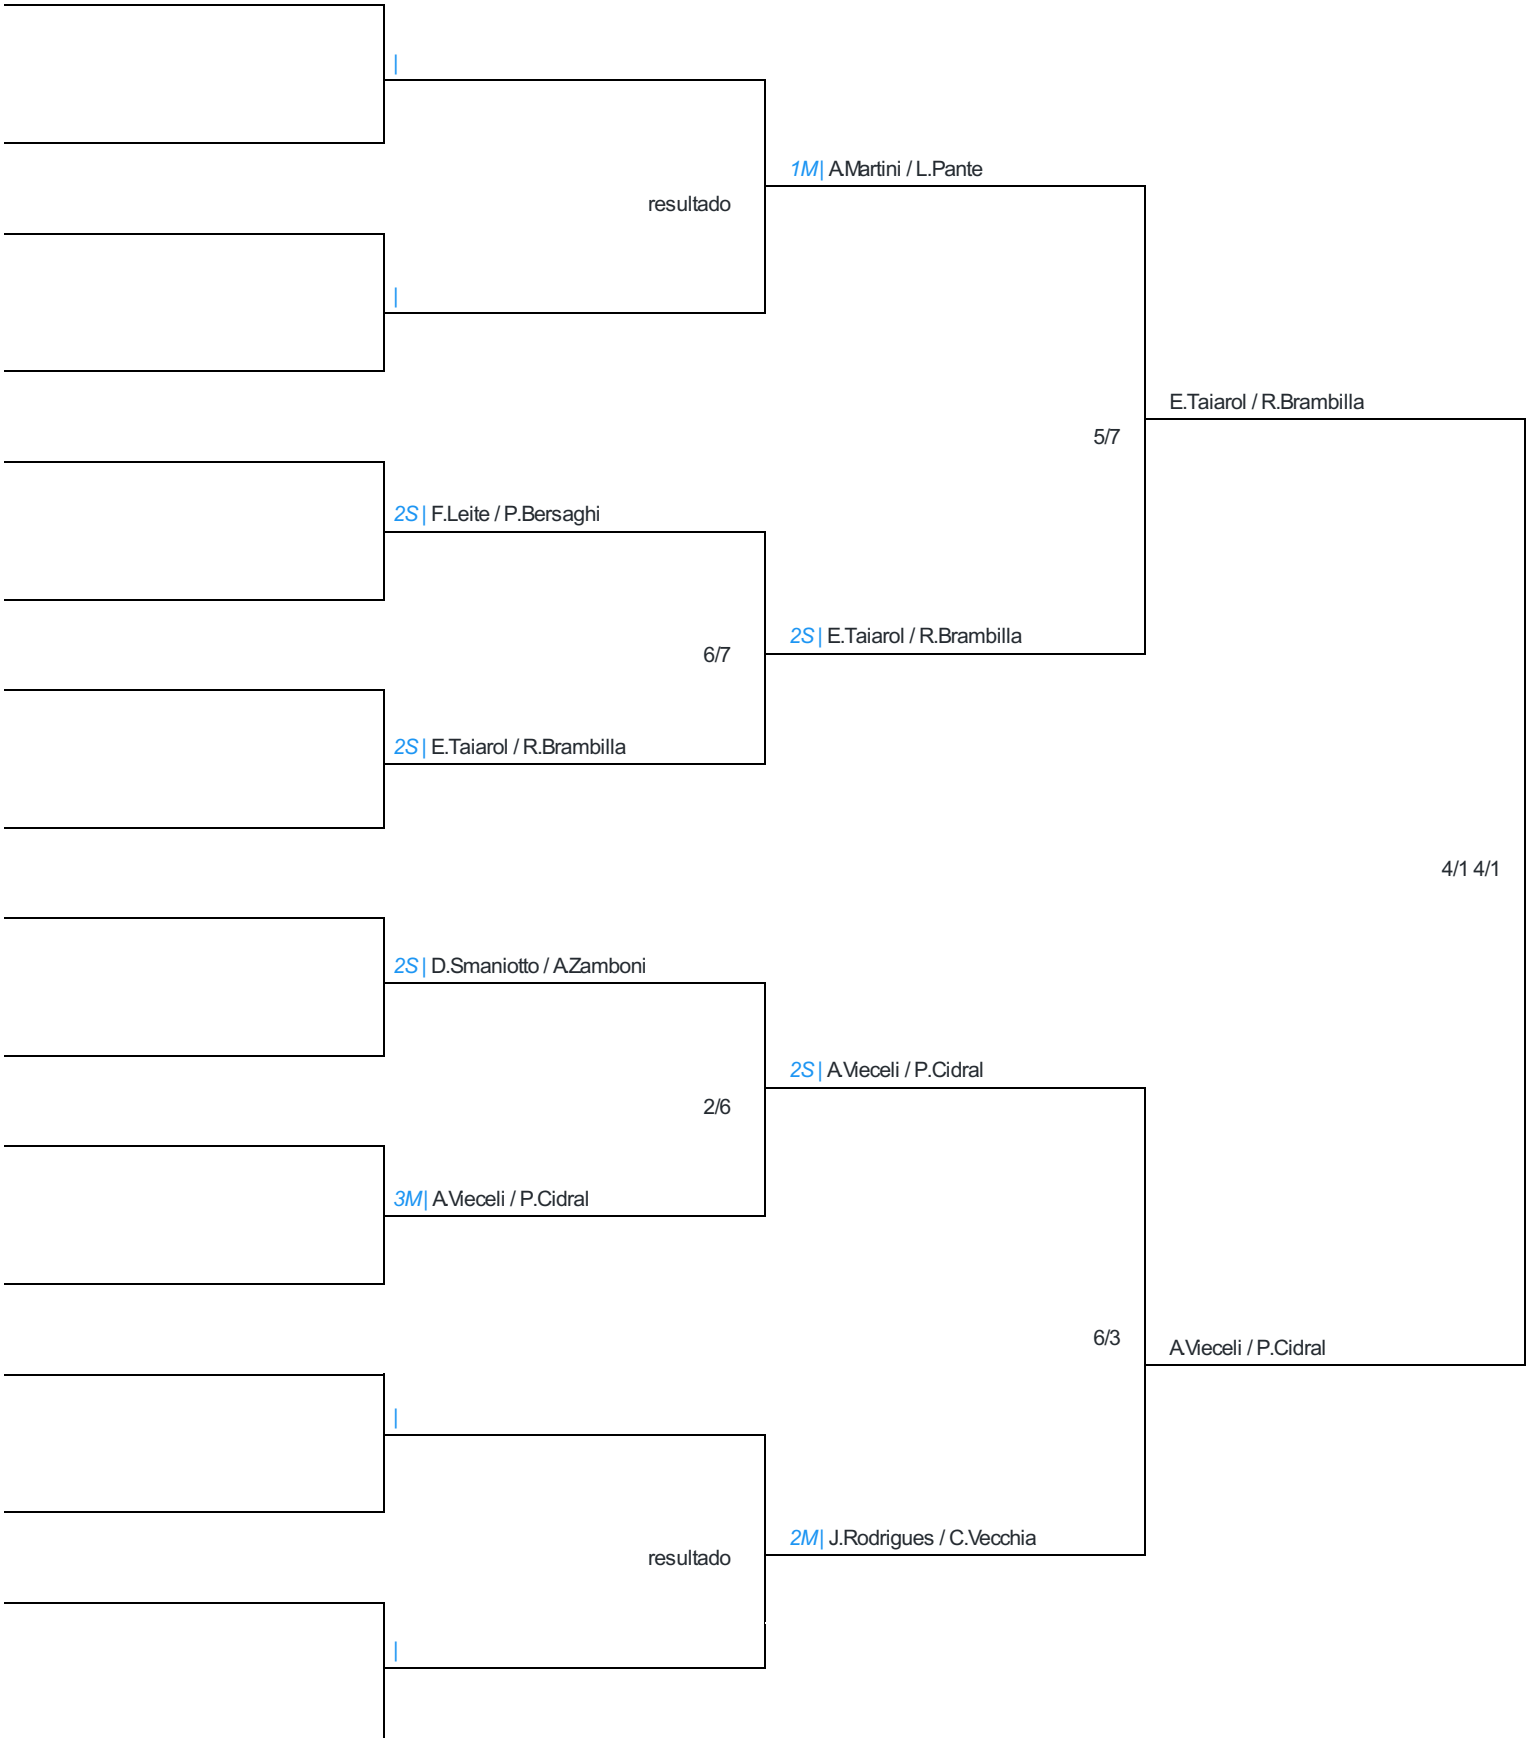 |
1M| A.Martini / L.Pante
resultado
|
E.Taiarol / R.Brambilla
5/7
2S| F.Leite / P.Bersaghi
2S| E.Taiarol / R.Brambilla
6/7
2S| E.Taiarol / R.Brambilla
4/1 4/1
2S| D.Smaniotto / A.Zamboni
2S| A.Vieceli / P.Cidral
2/6
3M| A.Vieceli / P.Cidral
6/3
A.Vieceli / P.Cidral
|
2M| J.Rodrigues / C.Vecchia
resultado
|